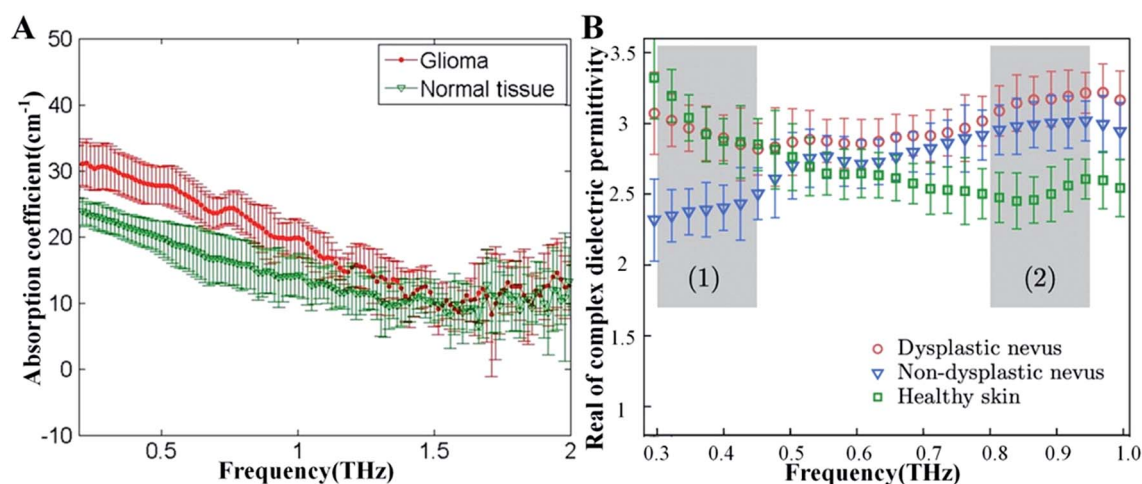 A
Absorption coefficient(cm-1)
50
40
30
20
10
0
-10
Glioma
Normal tissue
0.5
1
1.5
2
Frequency(THz)
B
Real of complex dielectric permittivity
3.5
3
2.5
2
1.5
1
(1)
(2)
Dysplastic nevus
Non-dysplastic nevus
Healthy skin
0.3
0.4
0.5
0.6
0.7
0.8
0.9
1.0
Frequency(THz)